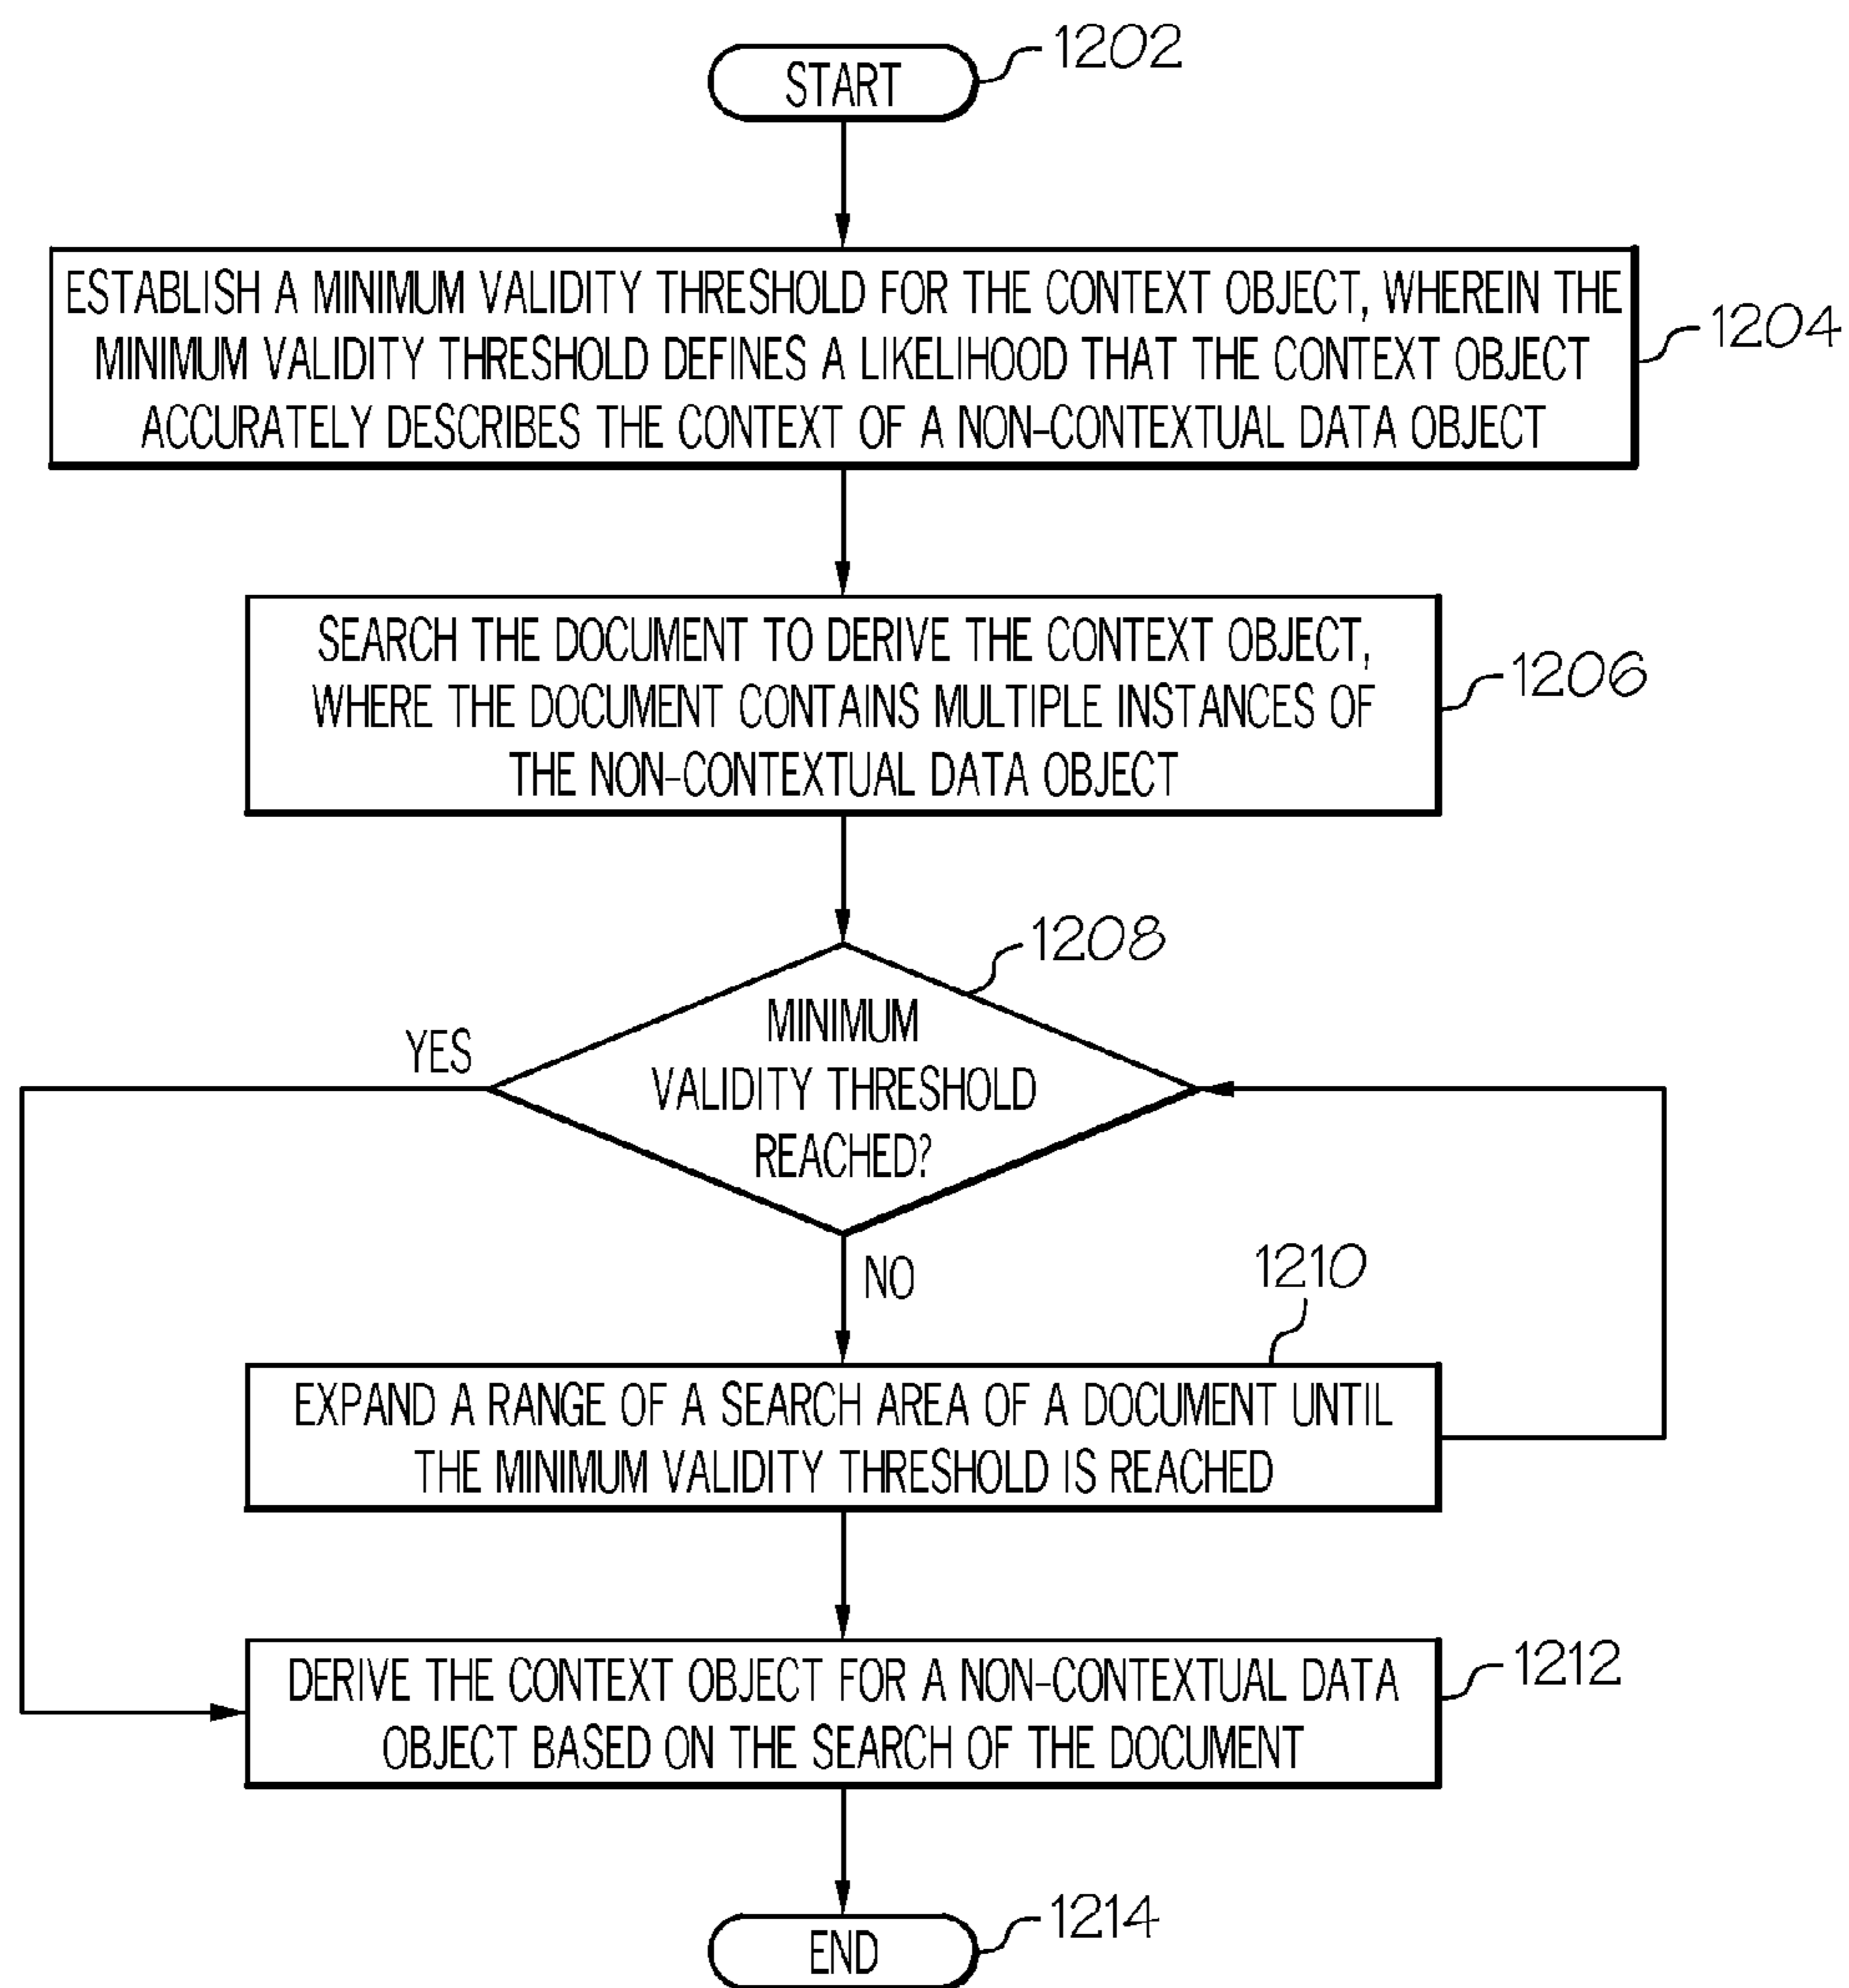 START
1202
ESTABLISH A MINIMUM VALIDITY THRESHOLD FOR THE CONTEXT OBJECT, WHEREIN THE
MINIMUM VALIDITY THRESHOLD DEFINES A LIKELIHOOD THAT THE CONTEXT OBJECT
ACCURATELY DESCRIBES THE CONTEXT OF A NON-CONTEXTUAL DATA OBJECT
1204
SEARCH THE DOCUMENT TO DERIVE THE CONTEXT OBJECT,
WHERE THE DOCUMENT CONTAINS MULTIPLE INSTANCES OF
THE NON-CONTEXTUAL DATA OBJECT
1206
1208
MINIMUM
VALIDITY THRESHOLD
REACHED?
YES
NO
1210
EXPAND A RANGE OF A SEARCH AREA OF A DOCUMENT UNTIL
THE MINIMUM VALIDITY THRESHOLD IS REACHED
DERIVE THE CONTEXT OBJECT FOR A NON-CONTEXTUAL DATA
OBJECT BASED ON THE SEARCH OF THE DOCUMENT
1212
END
1214